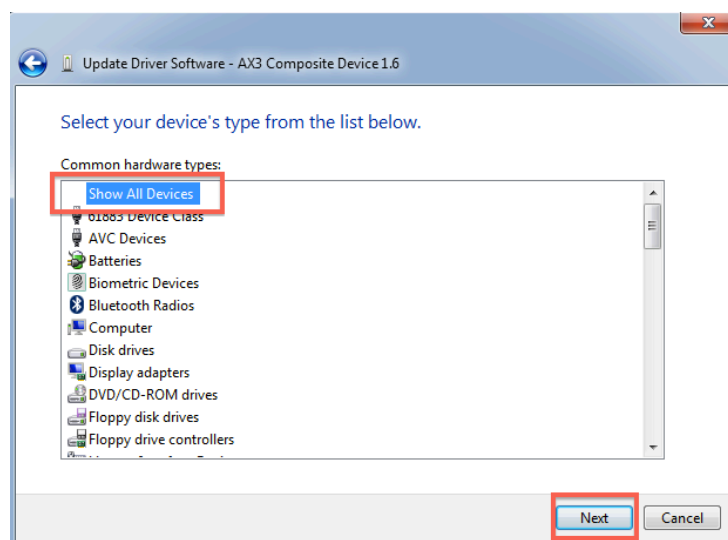 Update Driver Software - AX3 Composite Device 1.6
Select your device's type from the list below.
Common hardware types:
Show All Devices
61883 Device Class
AVC Devices
Batteries
Biometric Devices
Bluetooth Radios
Computer
Disk drives
Display adapters
DVD/CD-ROM drives
Floppy disk drives
Floppy drive controllers
Next
Cancel